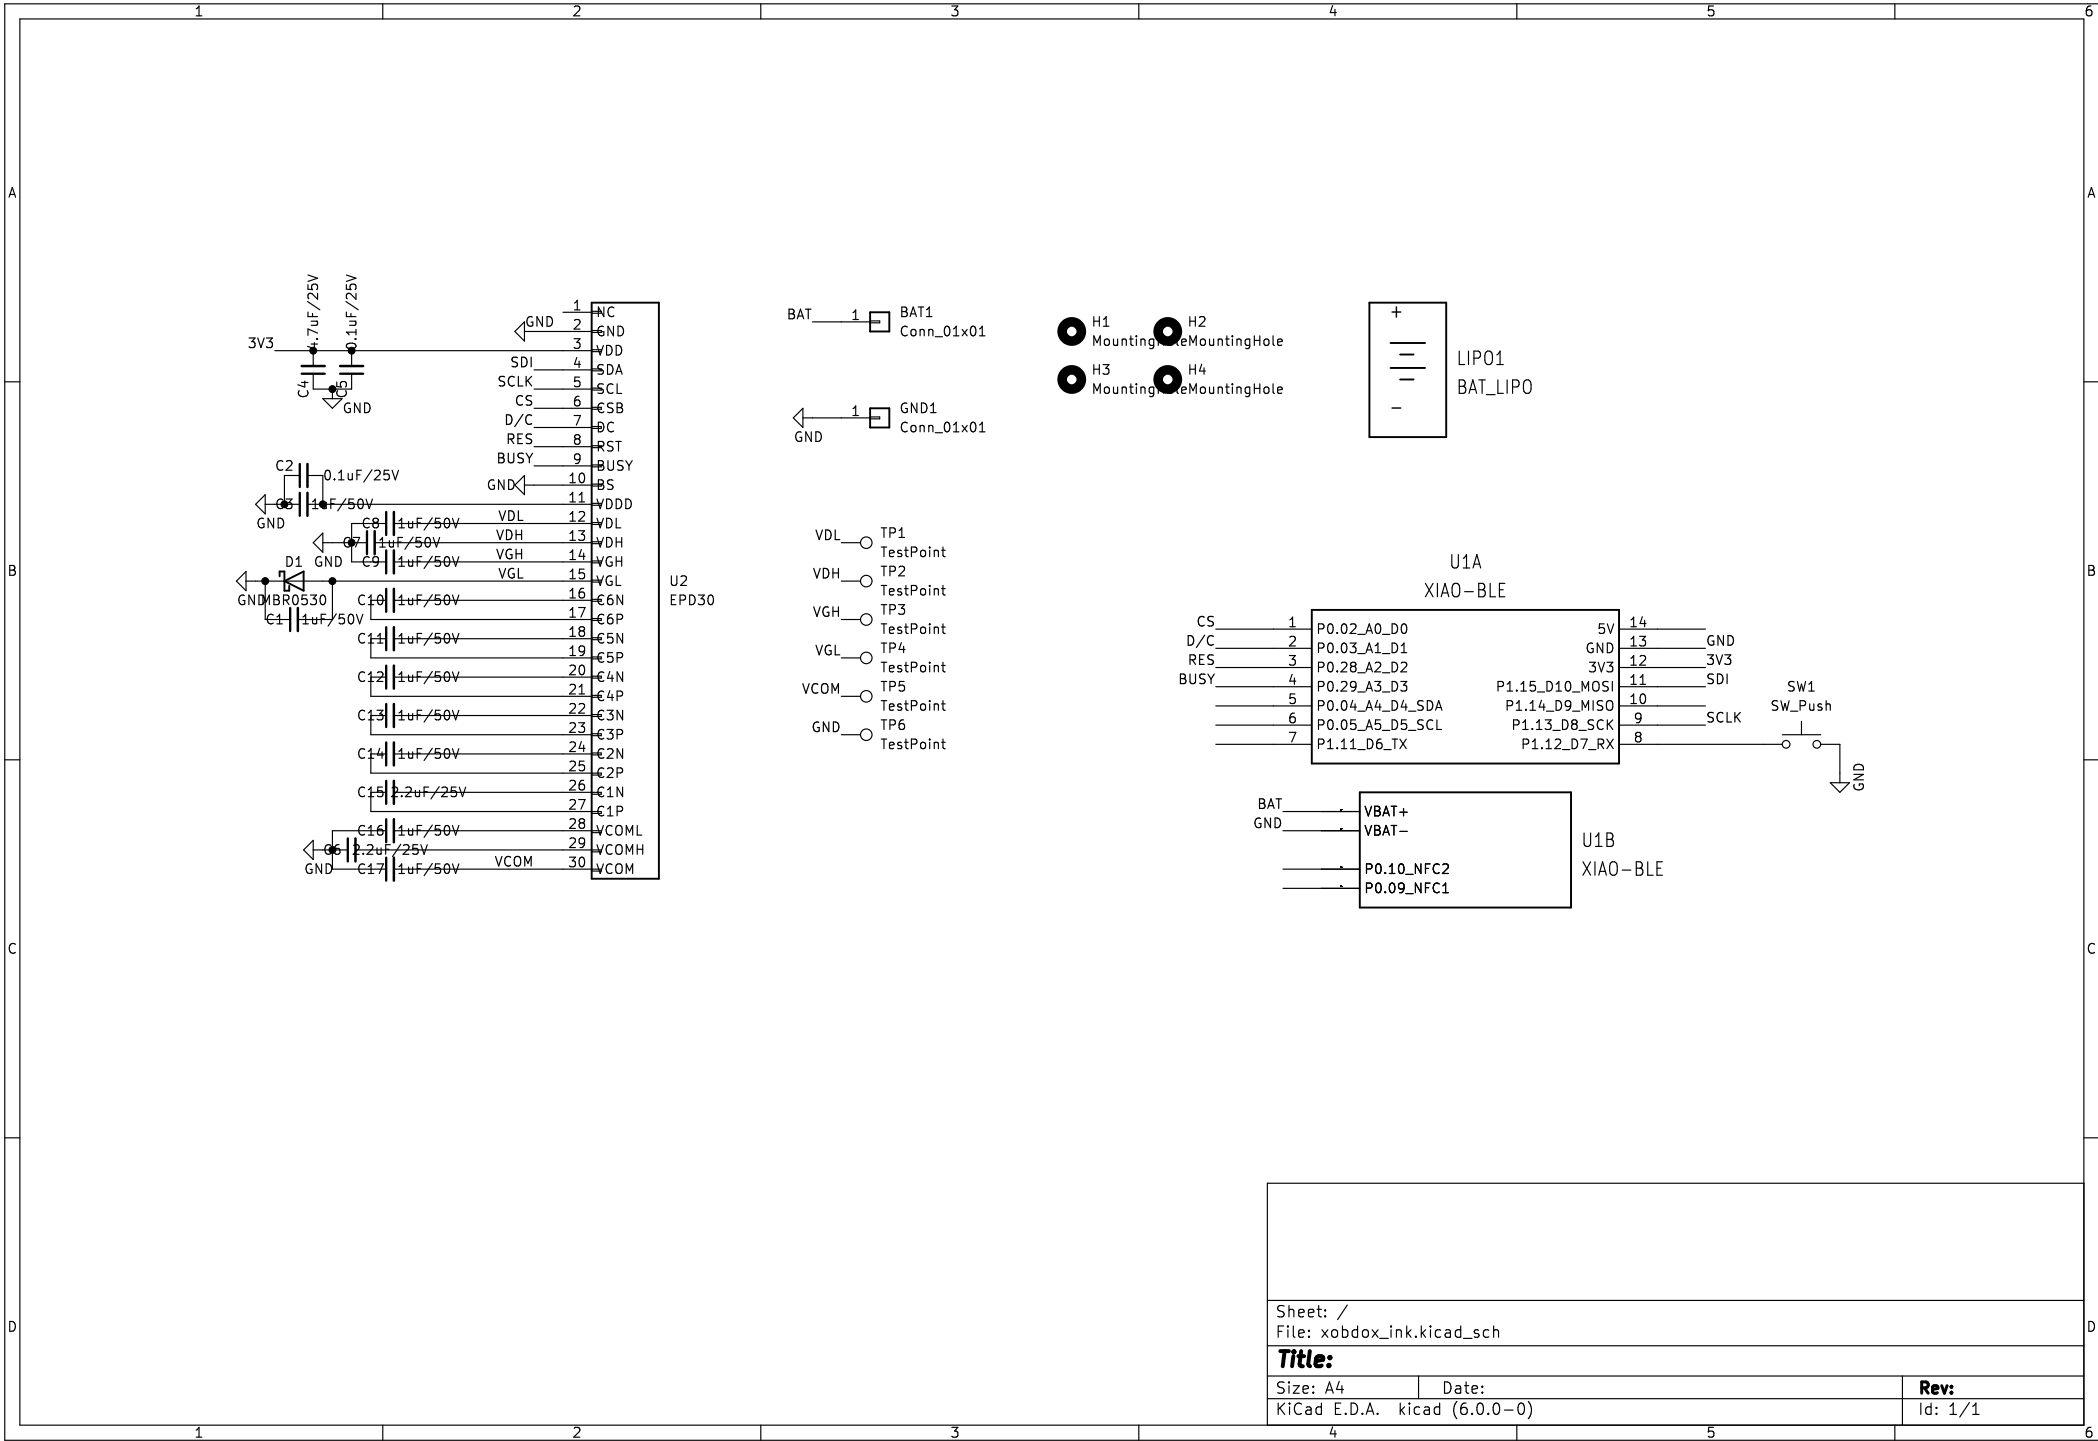 1 2 3 4 5 6
A
B
C
D
A
B
C
D
1 2 3 4 5 6
4.7uF/25V
0.1uF/25V
3V3
C4
C5
GND
GND
SDI
SCLK
CS
D/C
RES
BUSY
GND
C2
0.1uF/25V
C3 1uF/50V
GND
VDL
C8 1uF/50V
VDH
C7 1uF/50V
GND
VGH
C9 1uF/50V
D1
VGL
GND
MBR0530
C1 1uF/50V
C10 1uF/50V
C11 1uF/50V
C12 1uF/50V
C13 1uF/50V
C14 1uF/50V
C15 2.2uF/25V
C16 1uF/50V
C6 2.2uF/25V
GND
C17 1uF/50V
VCOM
1 NC
2 GND
3 VDD
4 SDA
5 SCL
6 CSB
7 DC
8 RST
9 BUSY
10 BS
11 VDDD
12 VDL
13 VDH
14 VGH
15 VGL
16 C6N
17 C6P
18 C5N
19 C5P
20 C4N
21 C4P
22 C3N
23 C3P
24 C2N
25 C2P
26 C1N
27 C1P
28 VCOML
29 VCOMH
30 VCOM
U2
EPD30
BAT 1 BAT1
Conn_01x01
1 GND1
GND Conn_01x01
H1
MountingHole
H2
MountingHole
H3
MountingHole
H4
MountingHole
+
−
LIPO1
BAT_LIPO
VDL TP1
TestPoint
VDH TP2
TestPoint
VGH TP3
TestPoint
VGL TP4
TestPoint
VCOM TP5
TestPoint
GND TP6
TestPoint
U1A
XIAO-BLE
CS 1 P0.02_A0_D0
D/C 2 P0.03_A1_D1
RES 3 P0.28_A2_D2
BUSY 4 P0.29_A3_D3
5 P0.04_A4_D4_SDA
6 P0.05_A5_D5_SCL
7 P1.11_D6_TX
5V 14
GND 13 GND
3V3 12 3V3
P1.15_D10_MOSI 11 SDI
P1.14_D9_MISO 10
P1.13_D8_SCK 9 SCLK
P1.12_D7_RX 8
SW1
SW_Push
GND
BAT VBAT+
GND VBAT-
P0.10_NFC2
P0.09_NFC1
U1B
XIAO-BLE
Sheet: /
File: xobdox_ink.kicad_sch
Title:
Size: A4 Date: Rev:
KiCad E.D.A. kicad (6.0.0-0) Id: 1/1